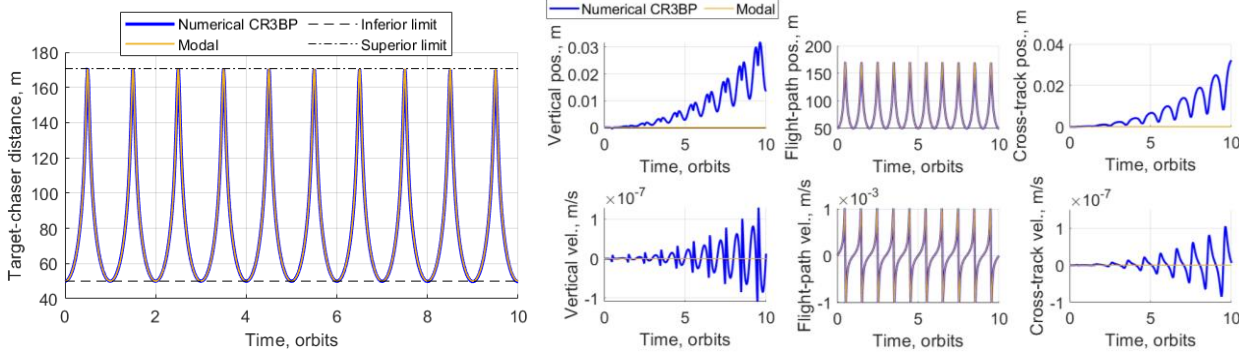 Numerical CR3BP
Inferior limit
Modal
Superior limit
Target-chaser distance, m
180
160
140
120
100
80
60
40
0
2
4
6
8
10
Time, orbits
Numerical CR3BP
Modal
Vertical pos., m
0.03
0.02
0.01
0
0
5
10
Time, orbits
Flight-path pos., m
200
150
100
50
0
5
10
Time, orbits
Cross-track pos., m
0.04
0.02
0
0
5
10
Time, orbits
Vertical vel., m/s
×10-7
1
0
-1
0
5
10
Time, orbits
Flight-path vel., m/s
×10-3
1
0
-1
0
5
10
Time, orbits
Cross-track vel., m/s
×10-7
1
0
-1
0
5
10
Time, orbits